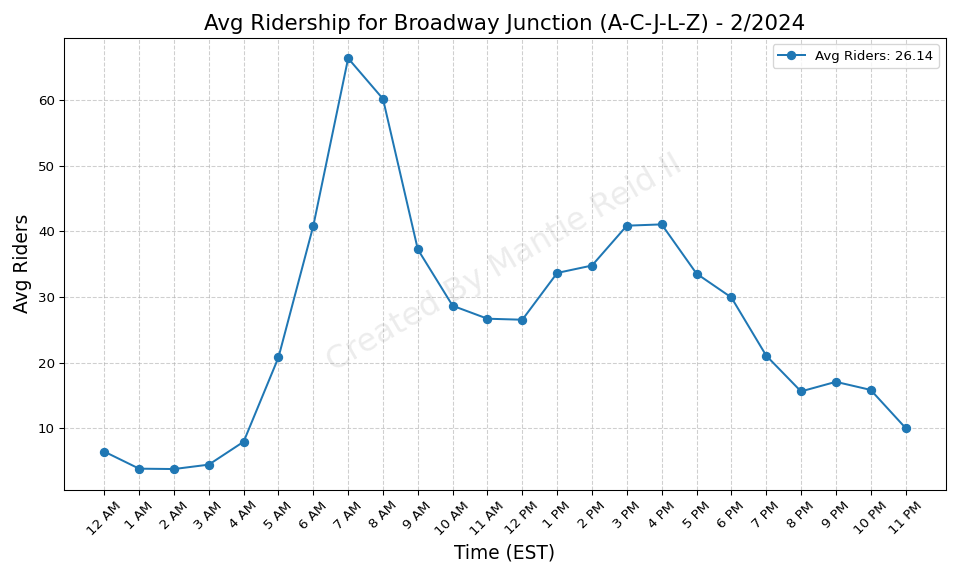 Avg Ridership for Broadway Junction (A-C-J-L-Z) - 2/2024
Avg Riders: 26.14
Avg Riders
60
50
40
30
20
10
Created By Mantie Reid II
12 AM
1 AM
2 AM
3 AM
4 AM
5 AM
6 AM
7 AM
8 AM
9 AM
10 AM
11 AM
12 PM
1 PM
2 PM
3 PM
4 PM
5 PM
6 PM
7 PM
8 PM
9 PM
10 PM
11 PM
Time (EST)